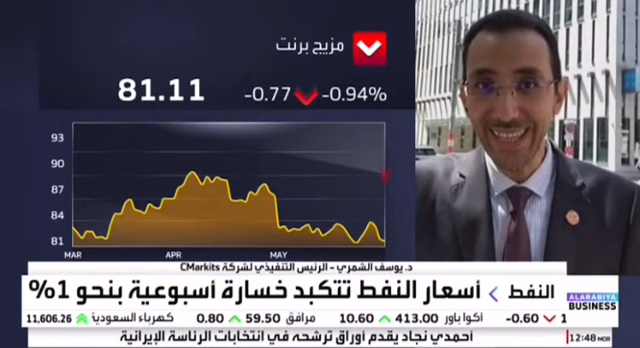 مزيج برنت
81.11
-0.77 -0.94%
93
90
87
84
81
MAR APR MAY
د. يوسف الشمري - الرئيس التنفيذي لشركة CMarkits
النفط أسعار النفط تتكبد خسارة أسبوعية بنحو 1%
ALARABIYA
BUSINESS
1 -0.60 أكوا باور 413.00 10.60 مرافق 59.50 0.80 كهرباء السعودية 11,606.26
أحمدي نجاد يقدم أوراق ترشحه في انتخابات الرئاسة الإيرانية
12:48 MOR